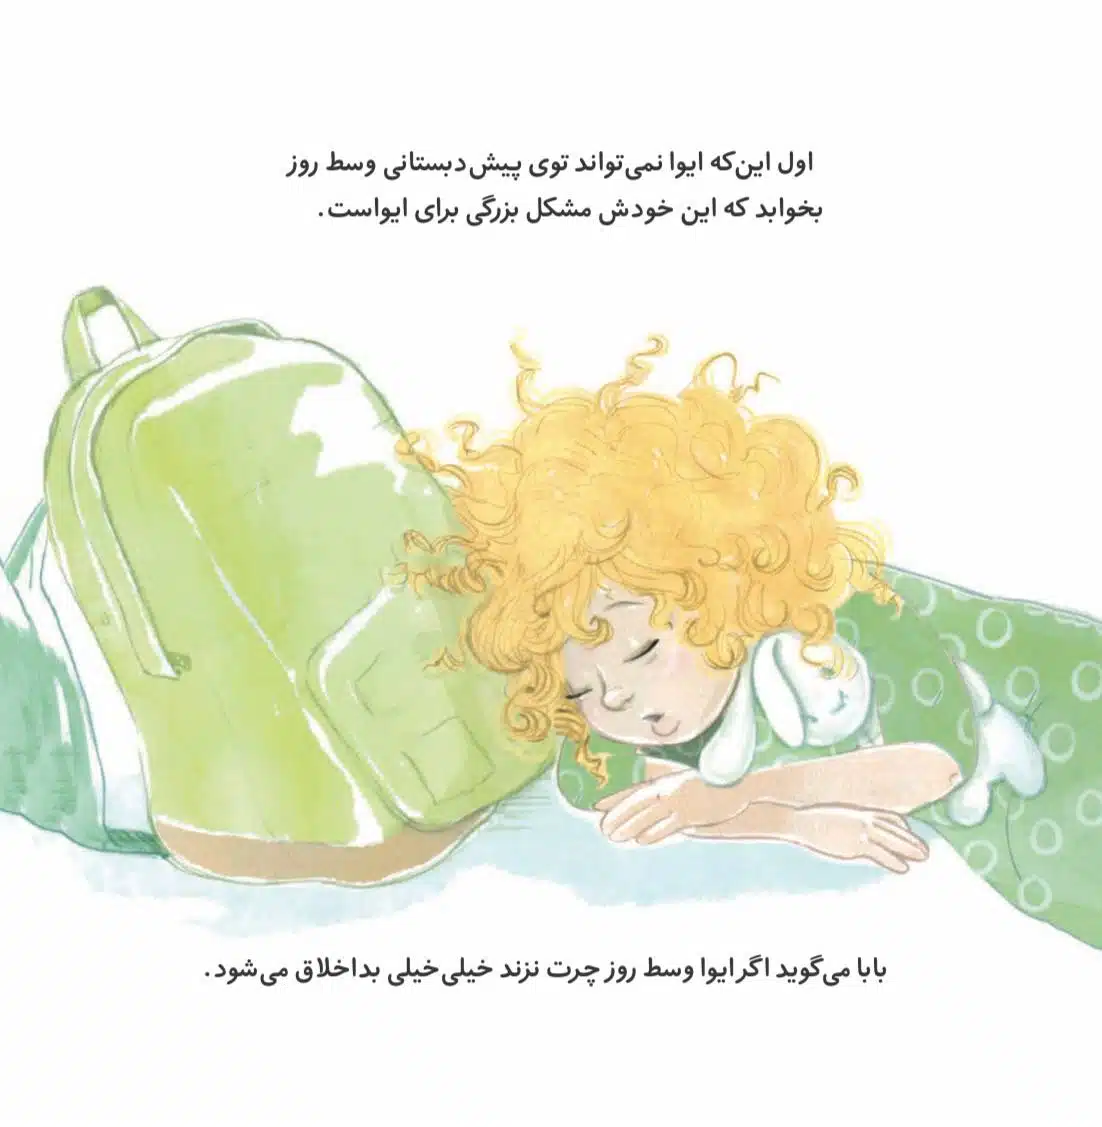 اول این‌که ایوا نمی‌تواند توی پیش‌دبستانی وسط روز
بخوابد که این خودش مشکل بزرگی برای ایواست.
بابا می‌گوید اگر ایوا وسط روز چرت نزند خیلی‌خیلی بداخلاق می‌شود.